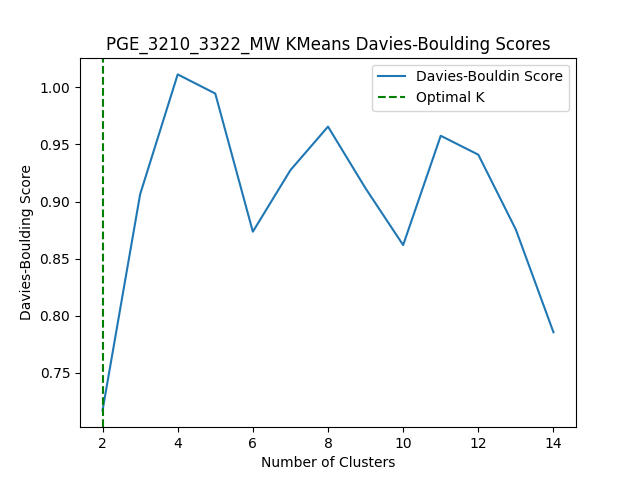 PGE_3210_3322_MW KMeans Davies-Boulding Scores
Davies-Bouldin Score
Optimal K
Davies-Boulding Score
1.00
0.95
0.90
0.85
0.80
0.75
2 4 6 8 10 12 14
Number of Clusters